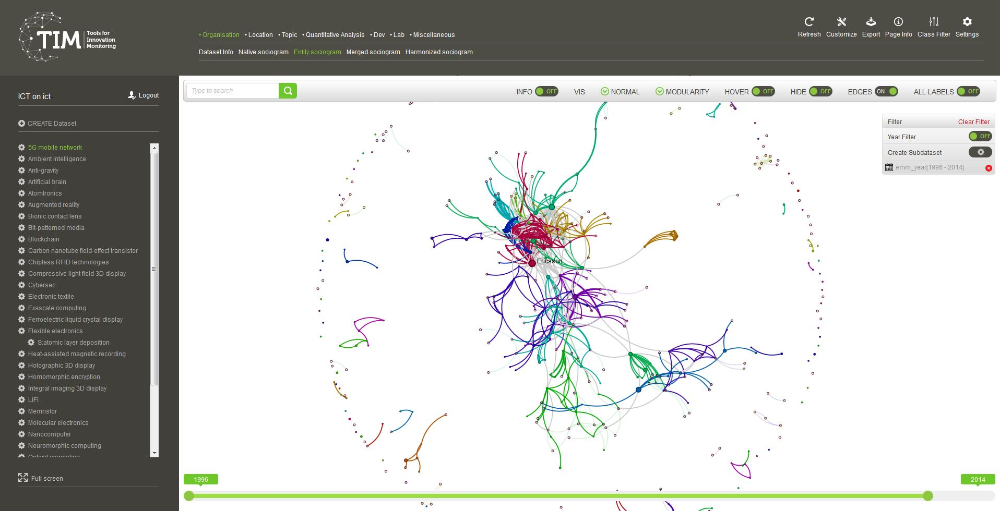 TIM
Tools for
Innovation
Monitoring
• Organisation • Location • Topic • Quantitative Analysis • Dev • Lab • Miscellaneous
Dataset Info Native sociogram Entity sociogram Merged sociogram Harmonized sociogram
Refresh Customize Export Page Info Class Filter Settings
ICT on ict
Logout
CREATE Dataset
5G mobile network
Ambient intelligence
Anti-gravity
Artificial brain
Atomtronics
Augmented reality
Bionic contact lens
Bit-patterned media
Blockchain
Carbon nanotube field-effect transistor
Chipless RFID technologies
Compressive light field 3D display
Cybersec
Electronic textile
Exascale computing
Ferroelectric liquid crystal display
Flexible electronics
S:atomic layer deposition
Heat-assisted magnetic recording
Holographic 3D display
Homomorphic encryption
Integral imaging 3D display
LiFi
Memristor
Molecular electronics
Nanocomputer
Neuromorphic computing
Optical computing
Full screen
Type to search
INFO OFF VIS NORMAL MODULARITY HOVER OFF HIDE OFF EDGES ON ALL LABELS OFF
Filter Clear Filter
Year Filter OFF
Create Subdataset
emm_year[1996 - 2014]
Ericsson
1996
2014